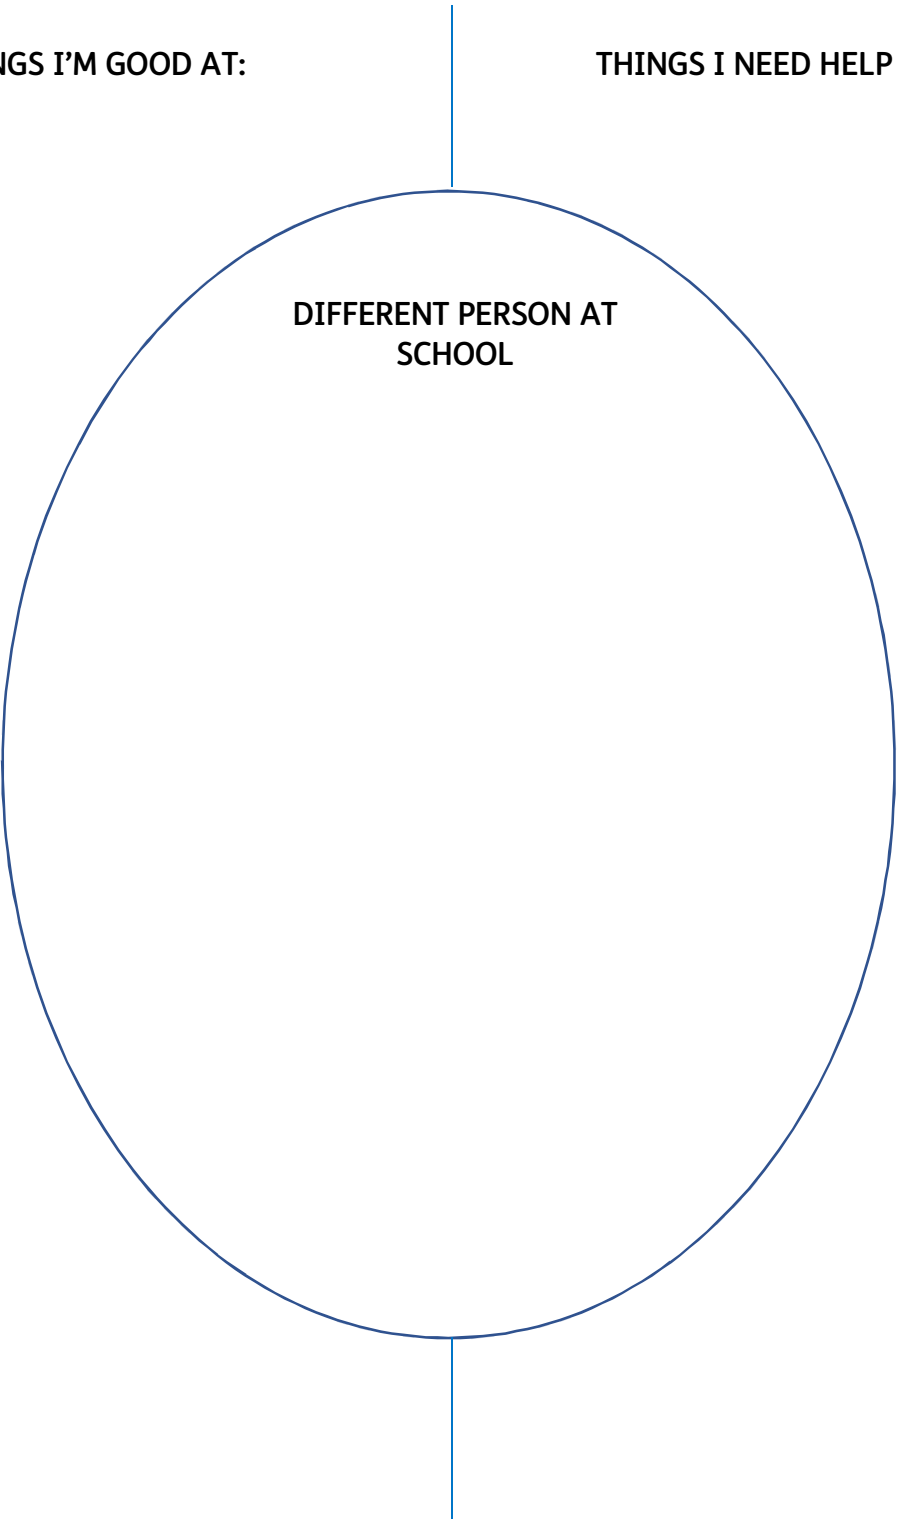 NGS I'M GOOD AT:
THINGS I NEED HELP
DIFFERENT PERSON AT
SCHOOL